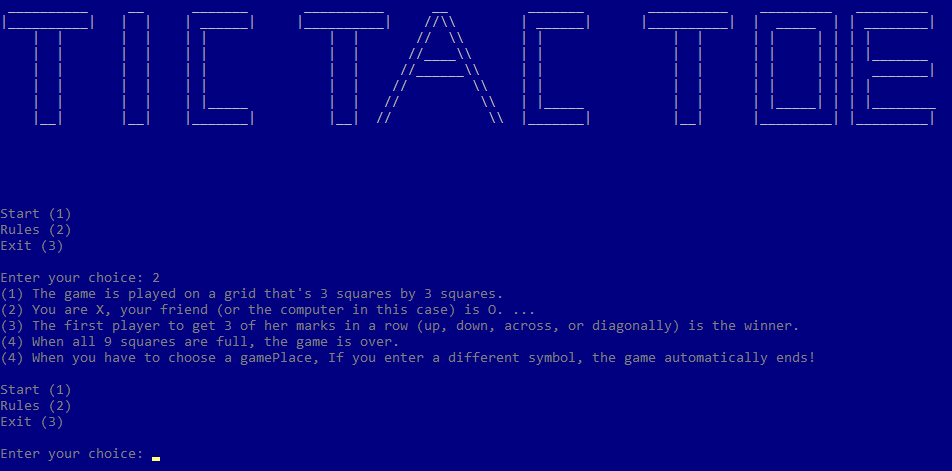 TIC TAC TOE
Start (1)
Rules (2)
Exit (3)
Enter your choice: 2
(1) The game is played on a grid that's 3 squares by 3 squares.
(2) You are X, your friend (or the computer in this case) is O. ...
(3) The first player to get 3 of her marks in a row (up, down, across, or diagonally) is the winner.
(4) When all 9 squares are full, the game is over.
(4) When you have to choose a gamePlace, If you enter a different symbol, the game automatically ends!
Start (1)
Rules (2)
Exit (3)
Enter your choice: